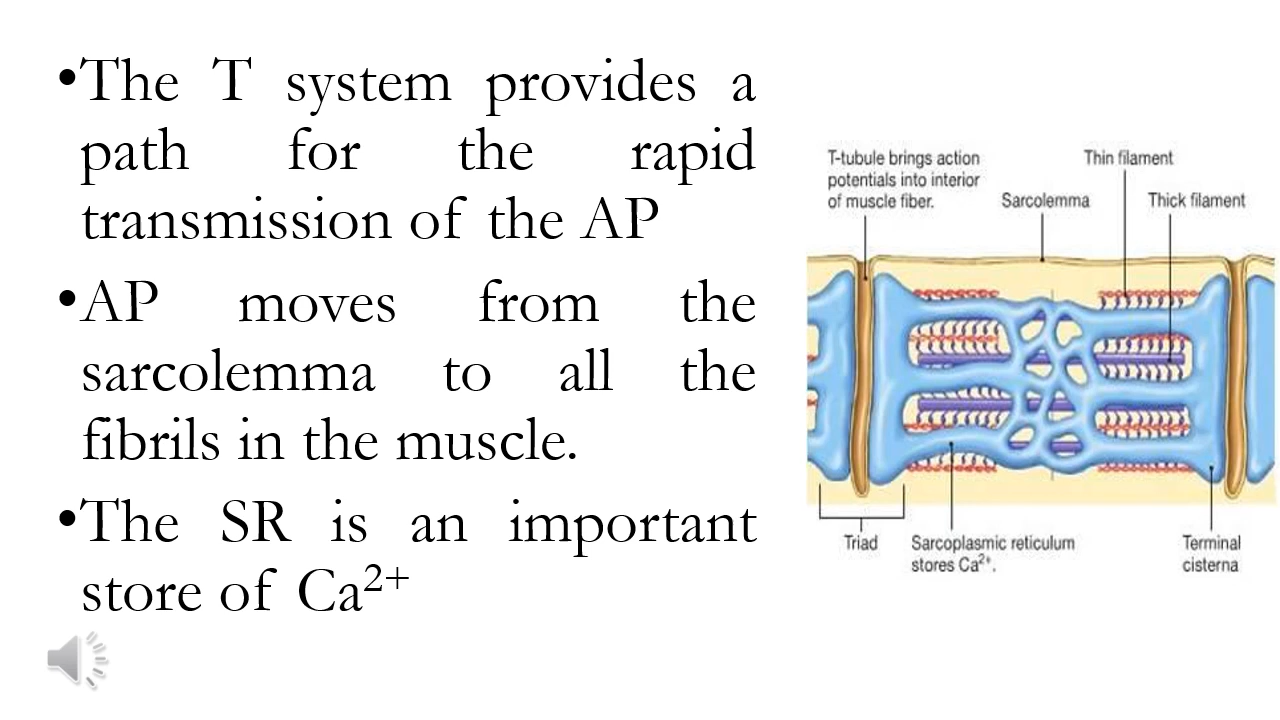 •The T system provides a
path for the rapid
transmission of the AP
•AP moves from the
sarcolemma to all the
fibrils in the muscle.
•The SR is an important
store of Ca²⁺
T-tubule brings action
potentials into interior
of muscle fiber.
Thin filament
Sarcolemma
Thick filament
Triad
Sarcoplasmic reticulum
stores Ca²⁺.
Terminal
cisterna